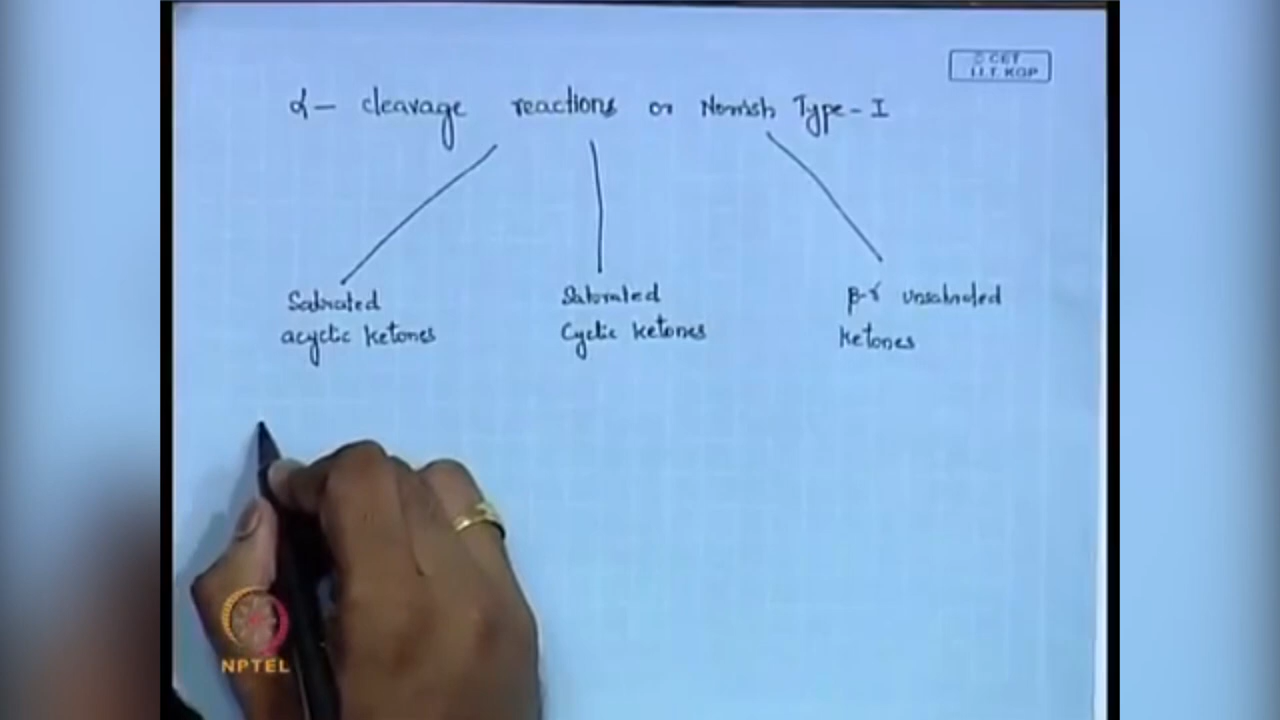 © CET
I.I.T. KGP
α- cleavage reactions or Norrish Type-I
Saturated
acyclic ketones
Saturated
Cyclic ketones
β-γ unsaturated
ketones
NPTEL